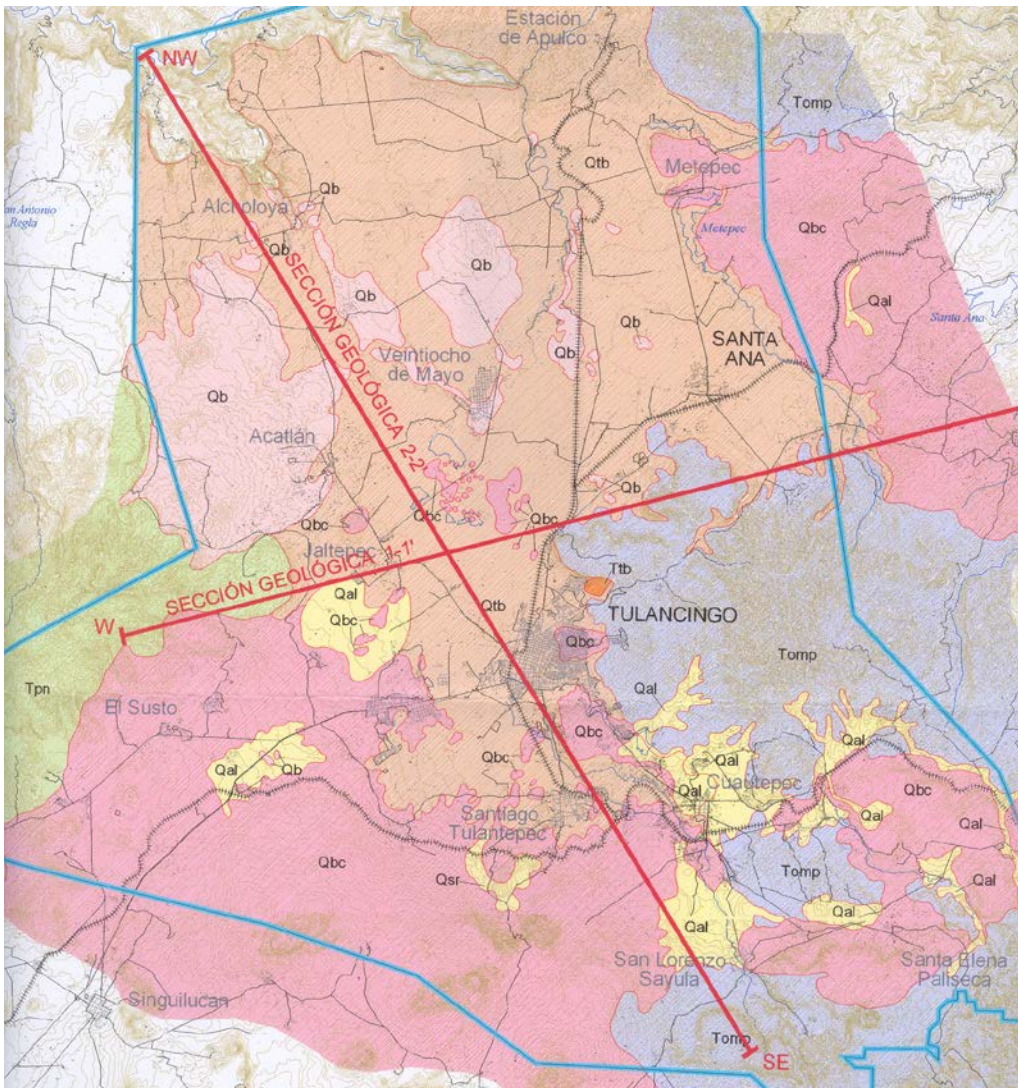 Estación
de Apulco
NW
Tomp
Qtb
Metepec
Qb
Alcholoya
an Antonio
Regla
Metepec
Qbc
Qb
Qb
Qal
Qb
Qb
Santa Ana
SECCIÓN GEOLÓGICA 2-2'
SANTA
ANA
Veintiocho
de Mayo
Qb
Qb
Acatlán
Qb
Qbc
Qbc
Qbc
Jaltepec
SECCIÓN GEOLÓGICA 1-1'
Ttb
Qal
Qtb
TULANCINGO
Qbc
W
Qbc
Tomp
Tpn
Qal
El Susto
Qbc
Qal
Qal
Qbc
Qal
Qb
Cuautepec
Qbc
Qal
Qal
Santiago
Tulantepec
Qal
Qbc
Tomp
Qsr
Qal
Qal
Qal
San Lorenzo
Sayula
Santa Elena
Paliseca
Singuilucan
Tomp
SE